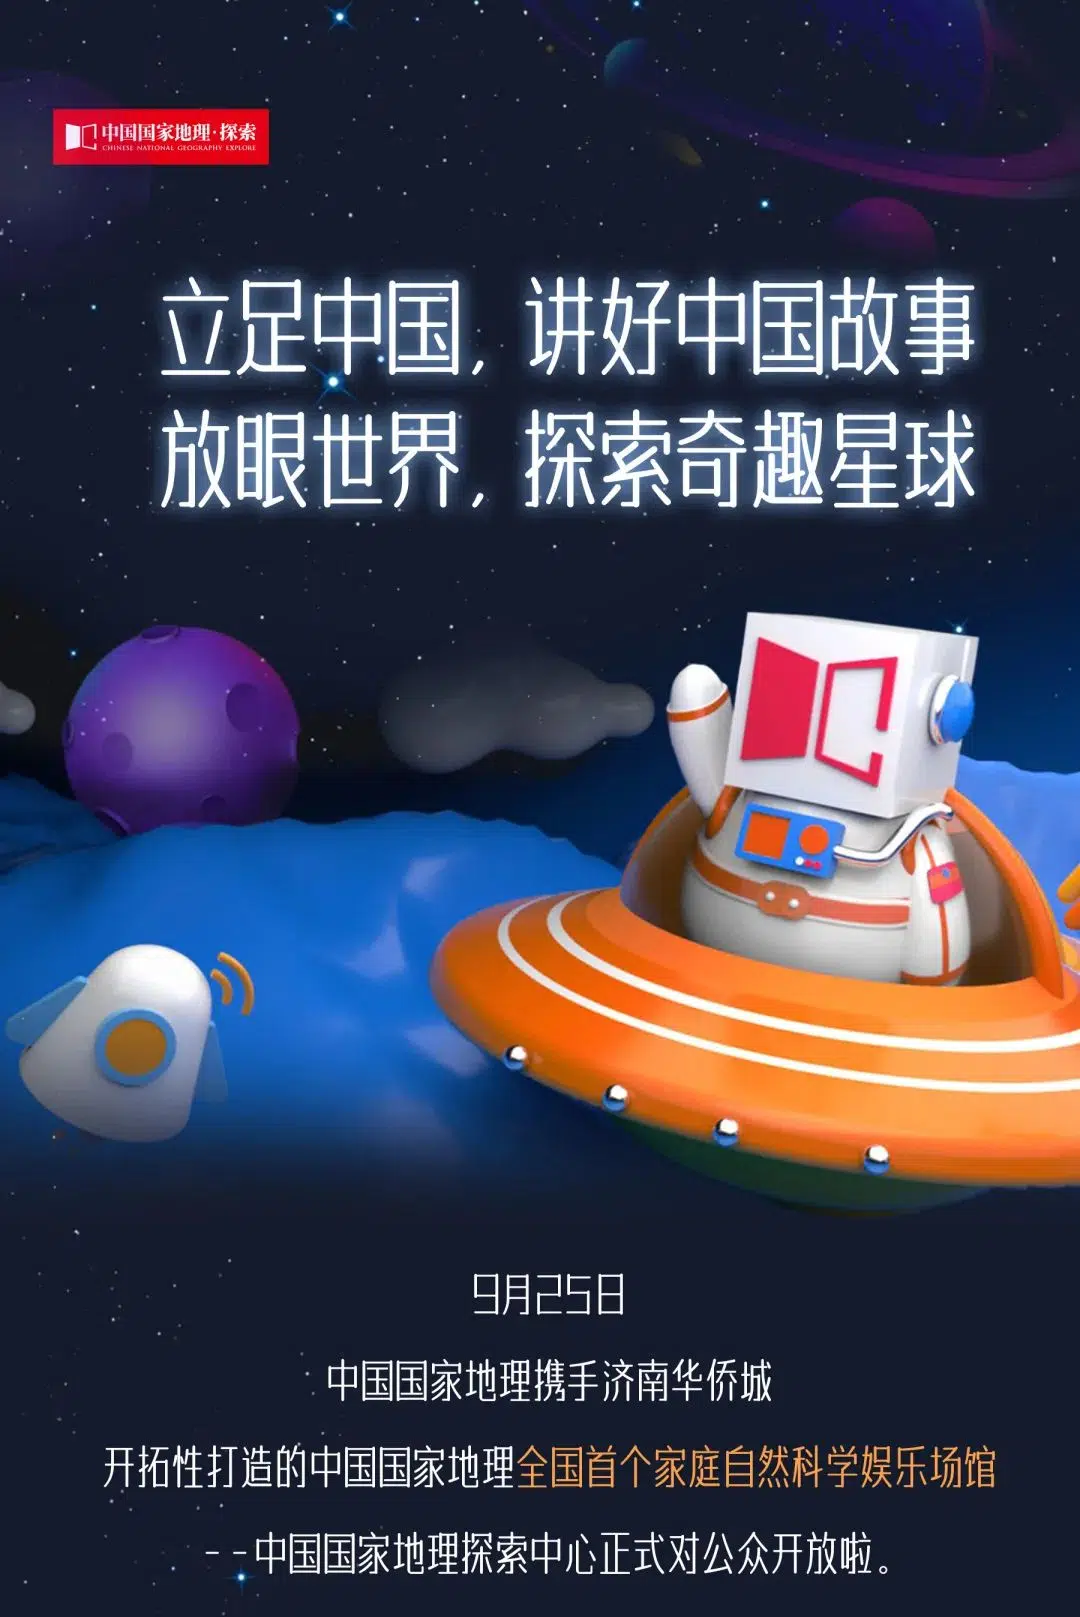 中国国家地理·探索
CHINESE NATIONAL GEOGRAPHY EXPLORE
立足中国，讲好中国故事
放眼世界，探索奇趣星球
9月25日
中国国家地理携手济南华侨城
开拓性打造的中国国家地理全国首个家庭自然科学娱乐场馆
--中国国家地理探索中心正式对公众开放啦。